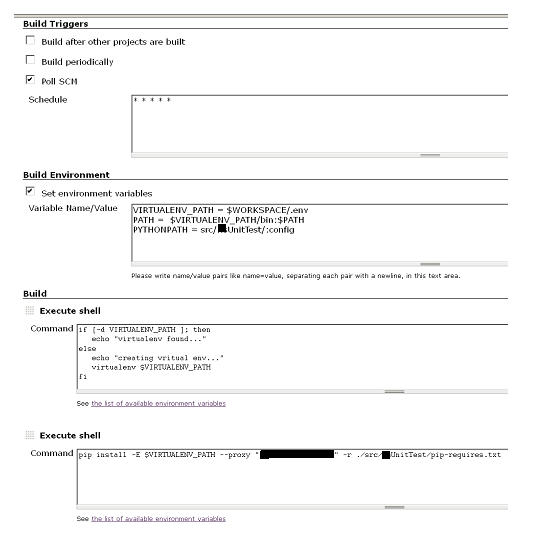 Build Triggers
Build after other projects are built
Build periodically
Poll SCM
Schedule
* * * * *
Build Environment
Set environment variables
Variable Name/Value
VIRTUALENV_PATH = $WORKSPACE/.env
PATH =  $VIRTUALENV_PATH/bin:$PATH
PYTHONPATH = src/ UnitTest/:config
Please write name/value pairs like name=value, separating each pair with a newline, in this text area.
Build
Execute shell
Command
if [-d VIRTUALENV_PATH ]; then
echo "virtualenv found..."
else
echo "creating vritual env..."
virtualenv $VIRTUALENV_PATH
fi
See the list of available environment variables
Execute shell
Command
pip install -E $VIRTUALENV_PATH --proxy " " -r ./src/ UnitTest/pip-requires.txt
See the list of available environment variables